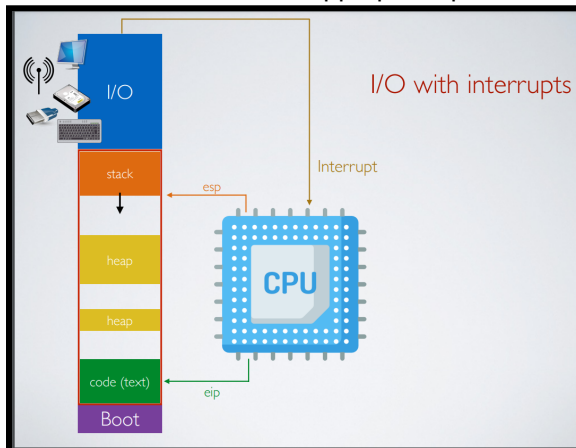 I/O
I/O with interrupts
stack
Interrupt
esp
heap
CPU
heap
code (text)
eip
Boot